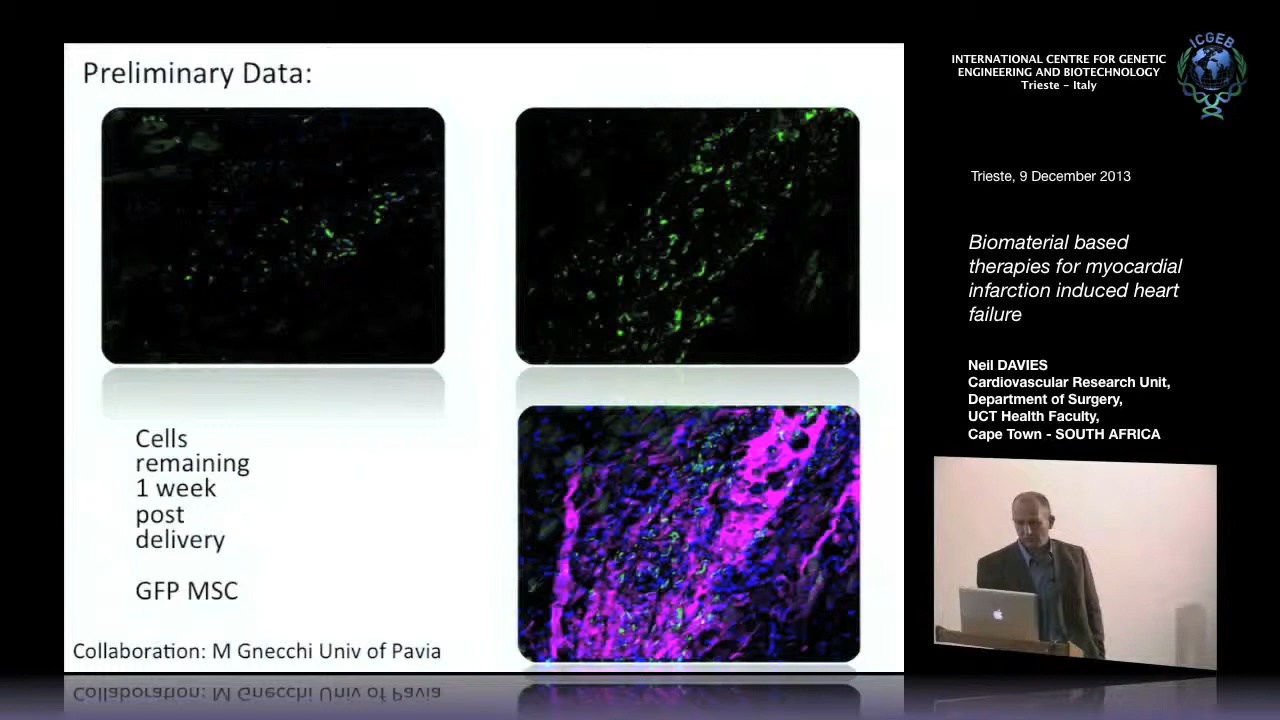 Preliminary Data:
Cells
remaining
1 week
post
delivery
GFP MSC
Collaboration: M Gnecchi Univ of Pavia
INTERNATIONAL CENTRE FOR GENETIC
ENGINEERING AND BIOTECHNOLOGY
Trieste - Italy
ICGEB
Trieste, 9 December 2013
Biomaterial based
therapies for myocardial
infarction induced heart
failure
Neil DAVIES
Cardiovascular Research Unit,
Department of Surgery,
UCT Health Faculty,
Cape Town - SOUTH AFRICA